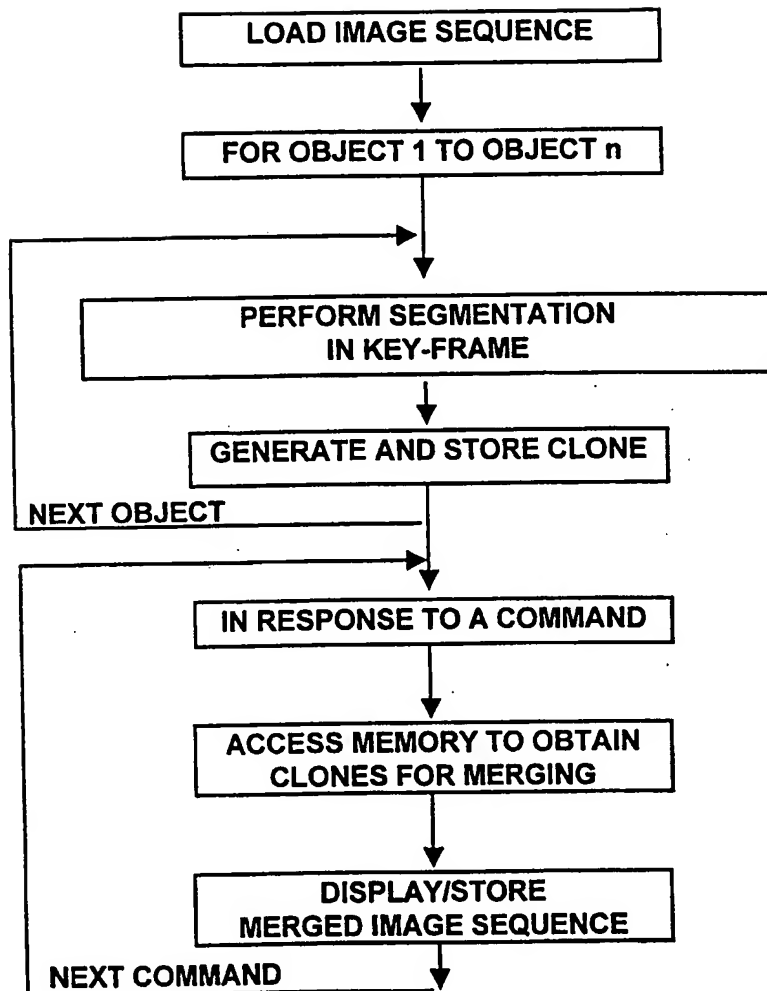 LOAD IMAGE SEQUENCE
FOR OBJECT 1 TO OBJECT n
PERFORM SEGMENTATION
IN KEY-FRAME
GENERATE AND STORE CLONE
NEXT OBJECT
IN RESPONSE TO A COMMAND
ACCESS MEMORY TO OBTAIN
CLONES FOR MERGING
DISPLAY/STORE
MERGED IMAGE SEQUENCE
NEXT COMMAND